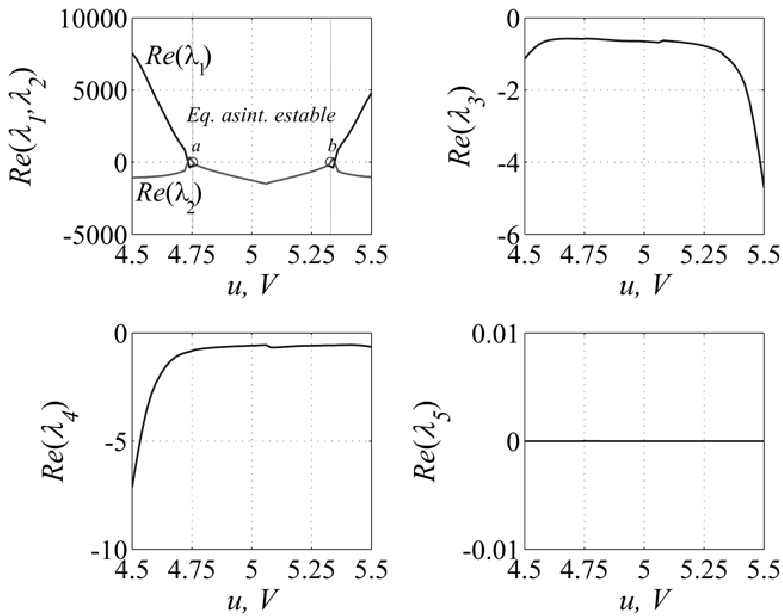 10000
5000
0
-5000
Re(λ1,λ2)
Re(λ1)
Eq. asint. estable
a
b
Re(λ2)
4.5 4.75 5 5.25 5.5
u, V
0
-2
-4
-6
Re(λ3)
4.5 4.75 5 5.25 5.5
u, V
0
-5
-10
Re(λ4)
4.5 4.75 5 5.25 5.5
u, V
0.01
0
-0.01
Re(λ5)
4.5 4.75 5 5.25 5.5
u, V